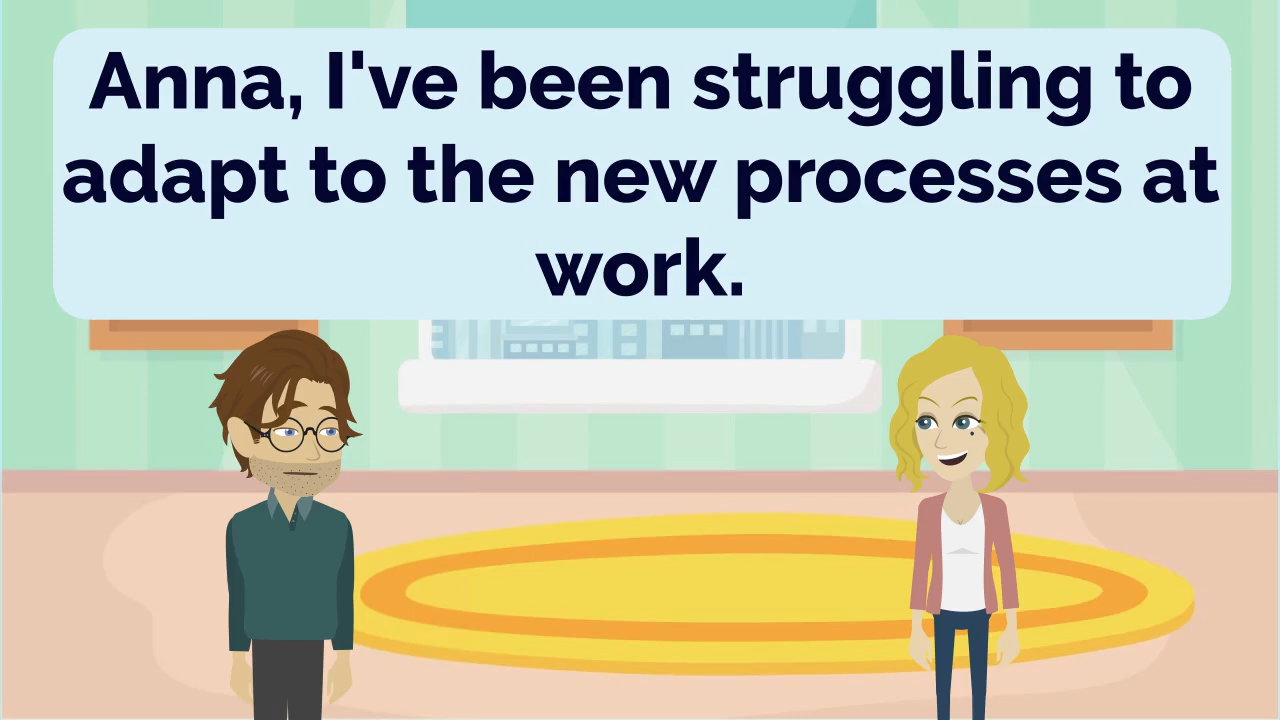 Anna, I've been struggling to
adapt to the new processes at
work.